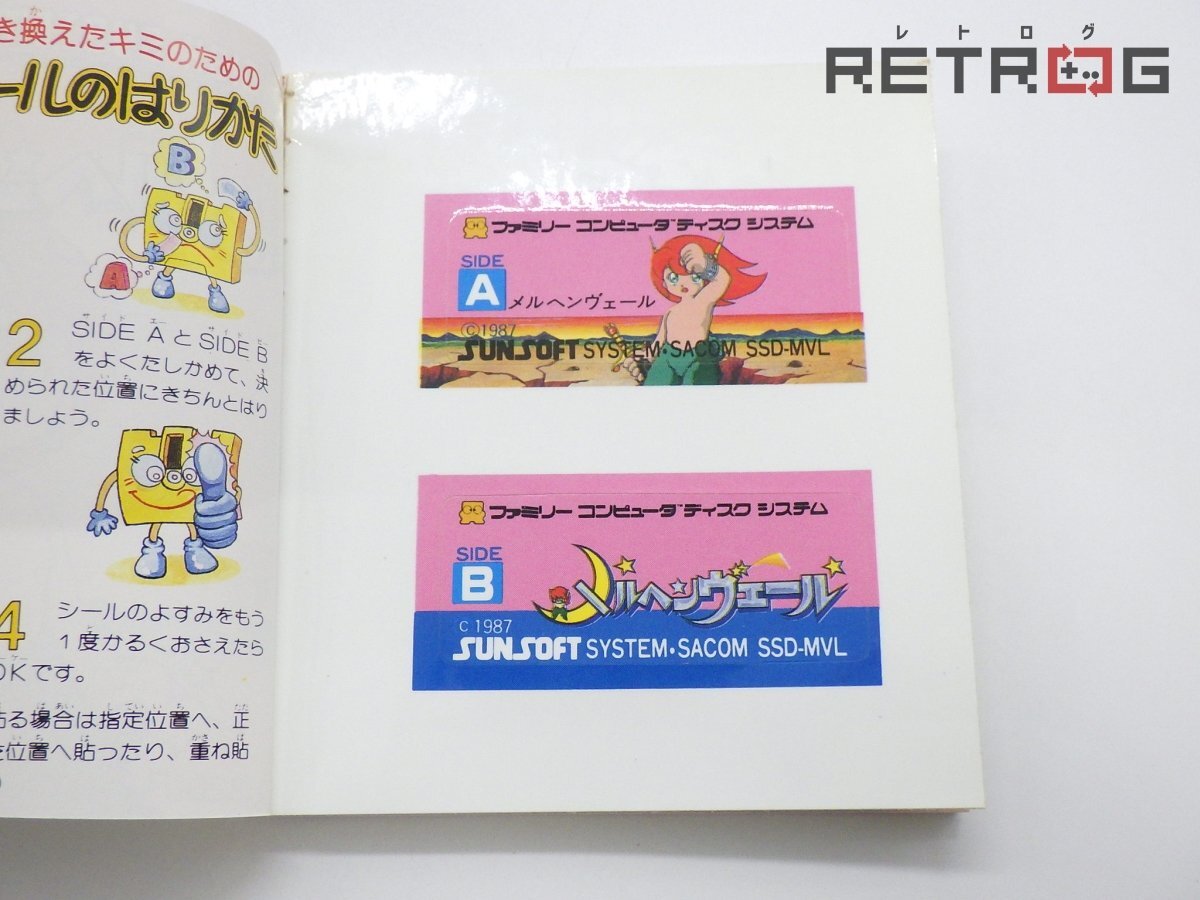 き換えたキミのための
ールのはりかた
B
A
2
SIDE AとSIDE B
をよくたしかめて、決
められた位置にきちんとはり
ましょう。
4
シールのよすみをもう
1度かるくおさえたら
OKです。
貼る場合は指定位置へ、正
位置へ貼ったり、重ね貼
レトログ
RETROG
ファミリー コンピュータ ディスク システム
SIDE
A
メルヘンヴェール
©1987
SUNSOFT SYSTEM・SACOM SSD-MVL
ファミリー コンピュータ ディスク システム
SIDE
B
メルヘンヴェール
C 1987
SUNSOFT SYSTEM・SACOM SSD-MVL